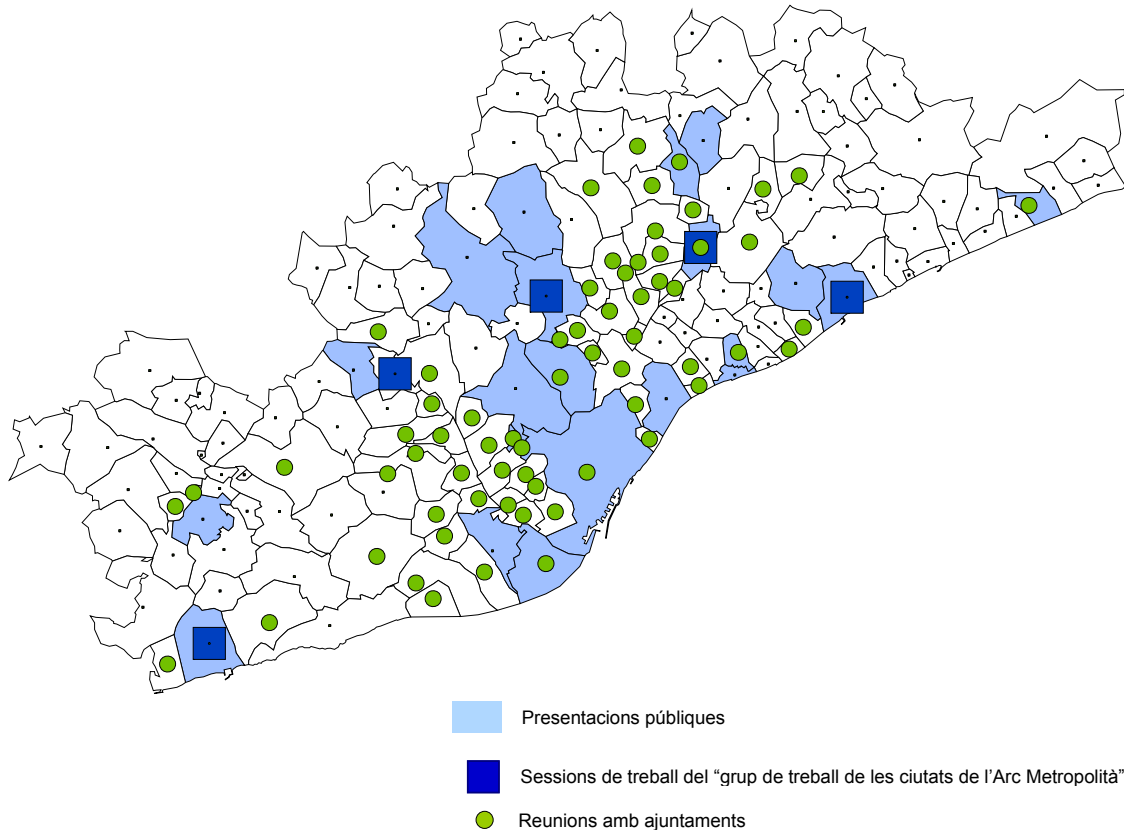 Presentacions públiques
Sessions de treball del “grup de treball de les ciutats de l’Arc Metropolità”
Reunions amb ajuntaments